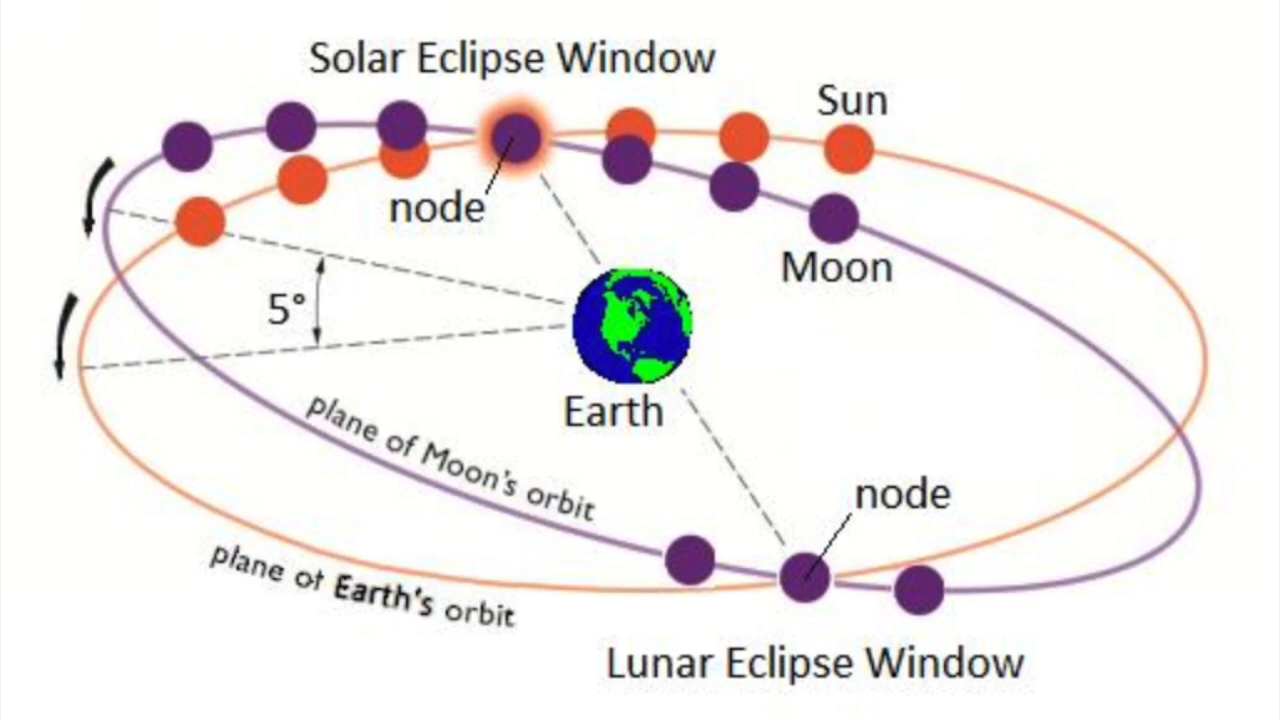 Solar Eclipse Window
Sun
node
Moon
5°
Earth
plane of Moon's orbit
node
plane of Earth's orbit
Lunar Eclipse Window